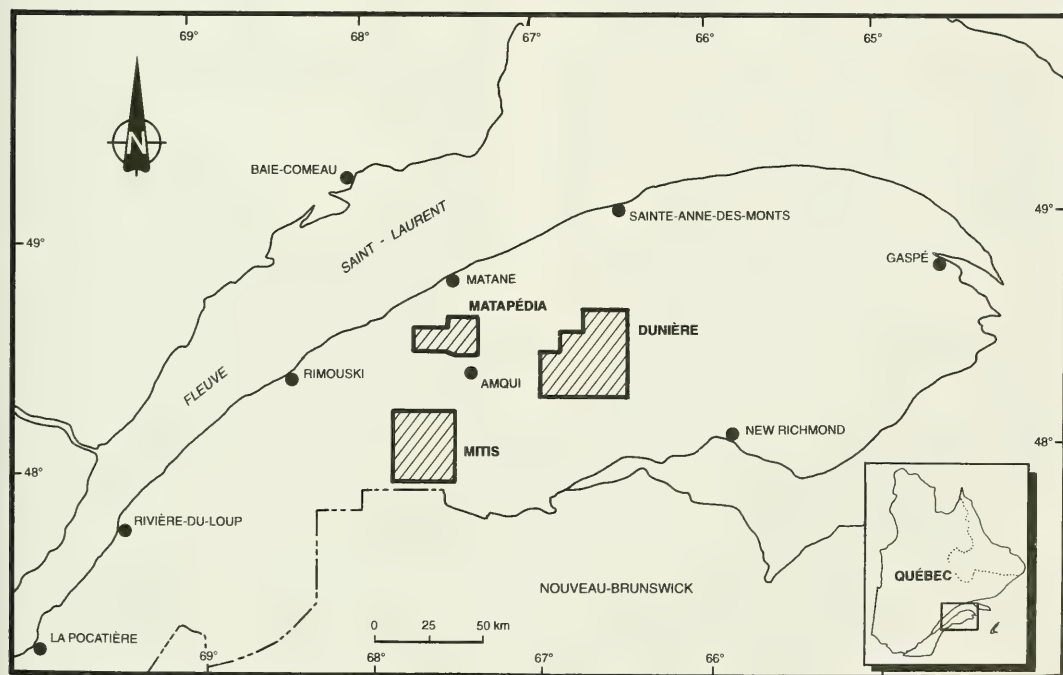 69°
68°
67°
66°
65°
N
BAIE-COMEAU
SAINT - LAURENT
FLEUVE
SAINTE-ANNE-DES-MONTS
49°
49°
GASPÉ
MATANE
MATAPÉDIA
DUNIÈRE
RIMOUSKI
AMQUI
NEW RICHMOND
MITIS
48°
48°
RIVIÈRE-DU-LOUP
QUÉBEC
NOUVEAU-BRUNSWICK
0 25 50 km
LA POCATIÈRE
69°
68°
67°
66°